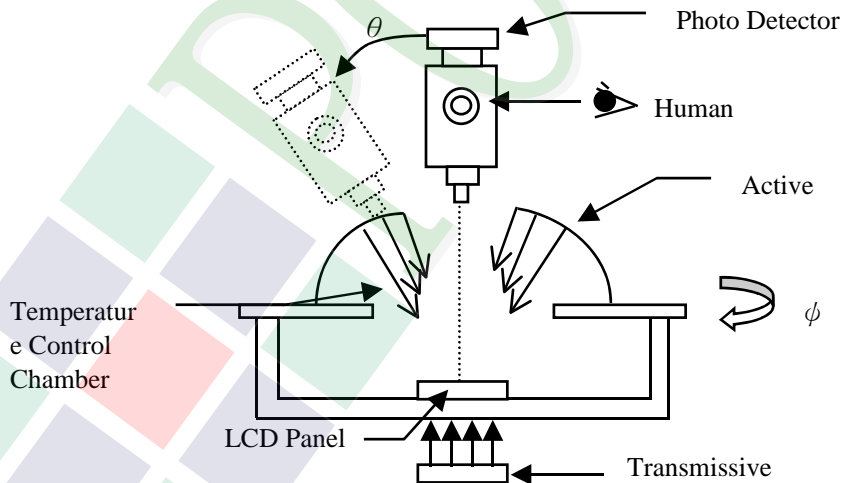 θ
Photo Detector
Human
Active
Temperatur
e Control
Chamber
ϕ
LCD Panel
Transmissive